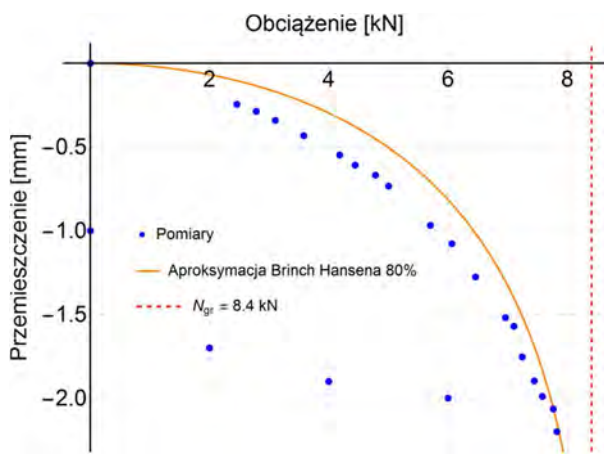 Obciążenie [kN]
2 4 6 8
Przemieszczenie [mm]
−0.5
−1.0
−1.5
−2.0
Pomiary
Aproksymacja Brinch Hansena 80%
Ngr = 8.4 kN